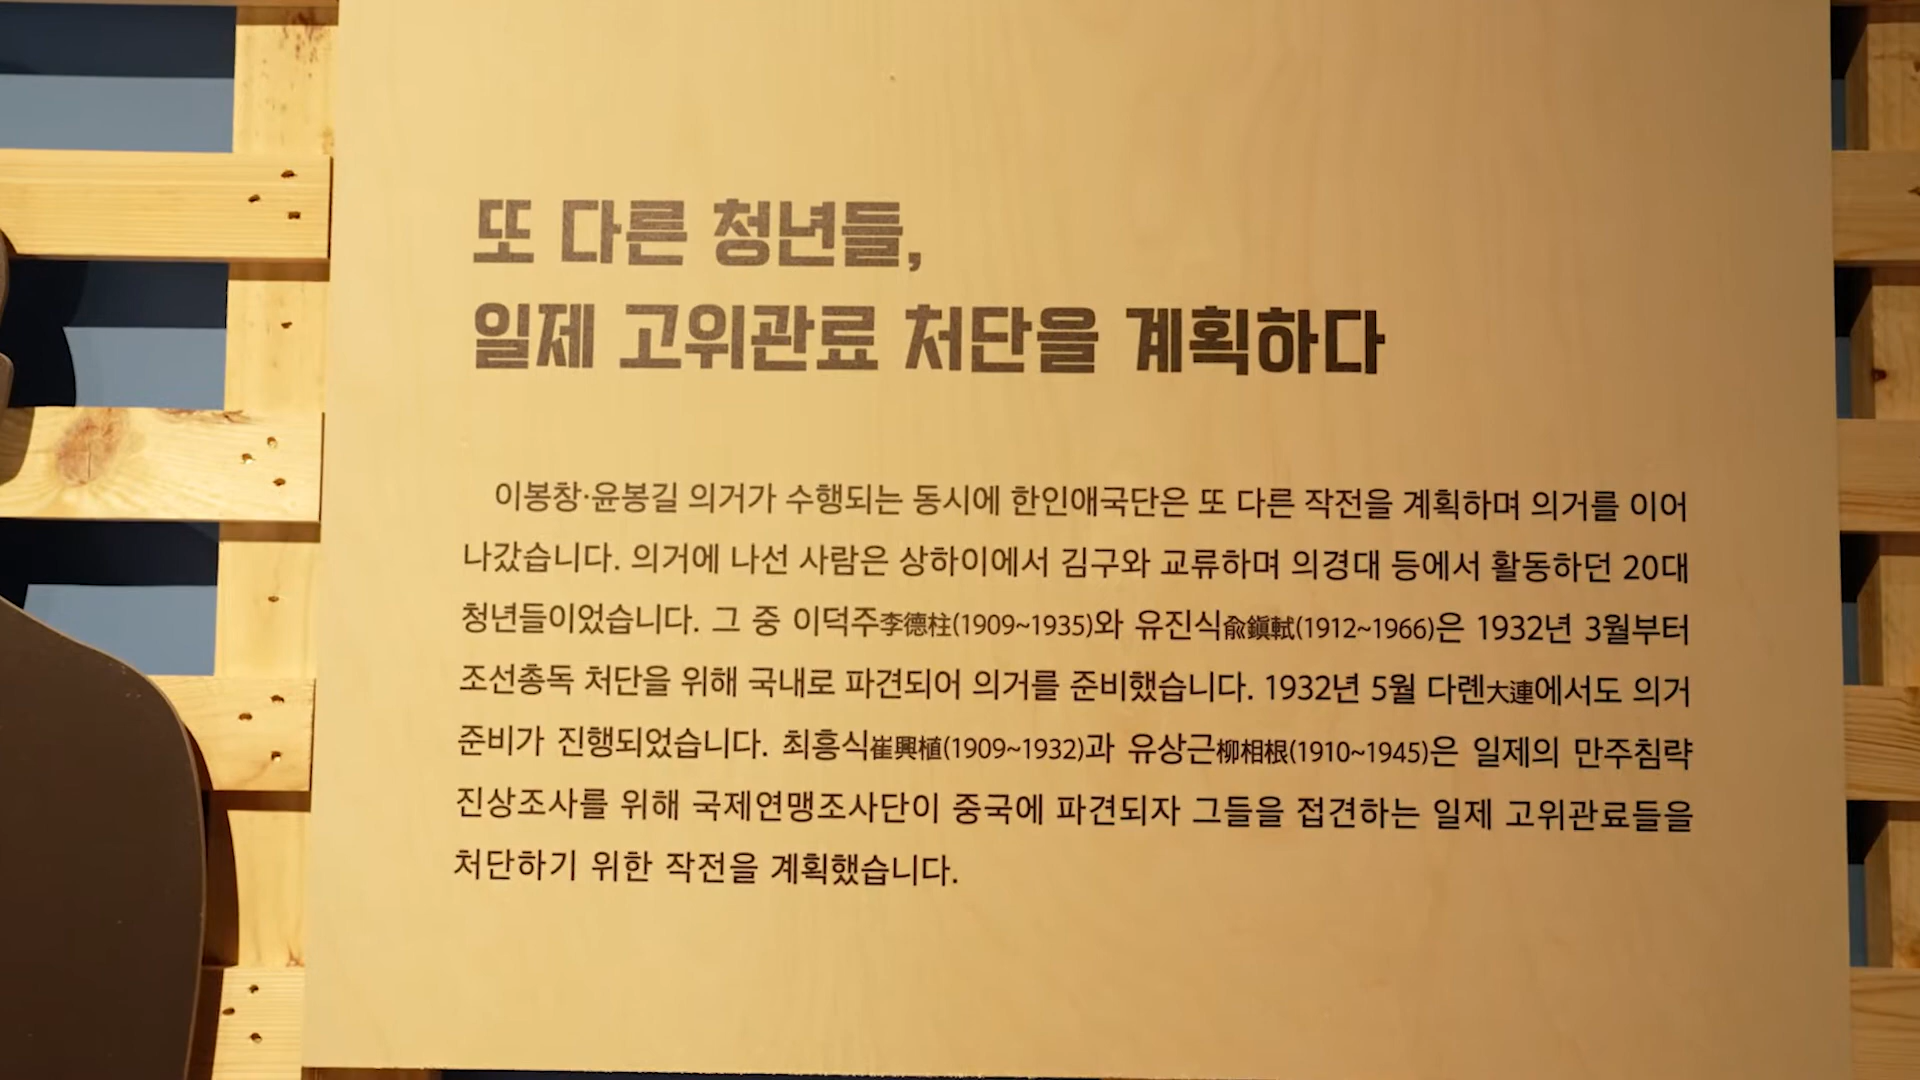 또 다른 청년들,
일제 고위관료 처단을 계획하다
이봉창·윤봉길 의거가 수행되는 동시에 한인애국단은 또 다른 작전을 계획하며 의거를 이어
나갔습니다. 의거에 나선 사람은 상하이에서 김구와 교류하며 의경대 등에서 활동하던 20대
청년들이었습니다. 그 중 이덕주李德柱(1909~1935)와 유진식兪鎭軾(1912~1966)은 1932년 3월부터
조선총독 처단을 위해 국내로 파견되어 의거를 준비했습니다. 1932년 5월 다롄大連에서도 의거
준비가 진행되었습니다. 최흥식崔興植(1909~1932)과 유상근柳相根(1910~1945)은 일제의 만주침략
진상조사를 위해 국제연맹조사단이 중국에 파견되자 그들을 접견하는 일제 고위관료들을
처단하기 위한 작전을 계획했습니다.